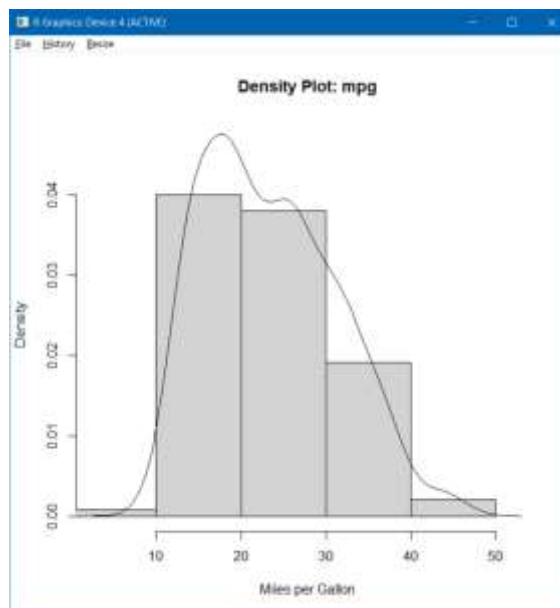 R Graphics Device 4 (ACTIVE)
File History Resize
Density Plot: mpg
0.04
0.03
0.02
0.01
0.00
Density
10 20 30 40 50
Miles per Gallon